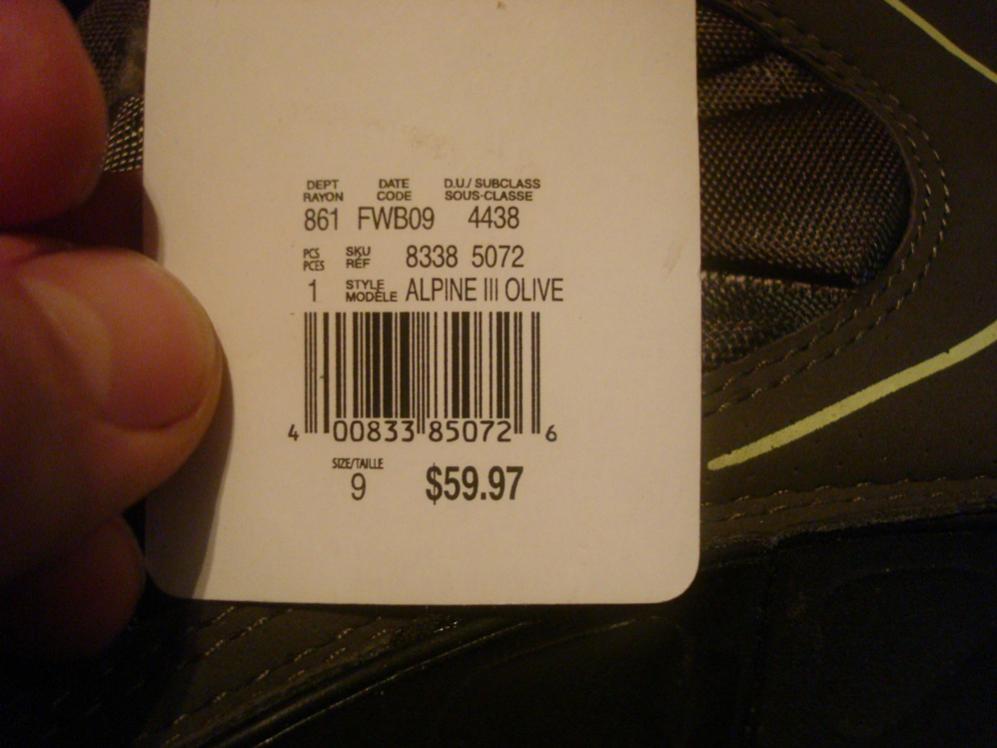 DEPT DATE D.U./ SUBCLASS
RAYON CODE SOUS-CLASSE
861 FWB09 4438
PCS SKU 8338 5072
PCES RÉF
1 STYLE ALPINE III OLIVE
MODÈLE
4 00833 85072 6
SIZE/TAILLE
9 $59.97